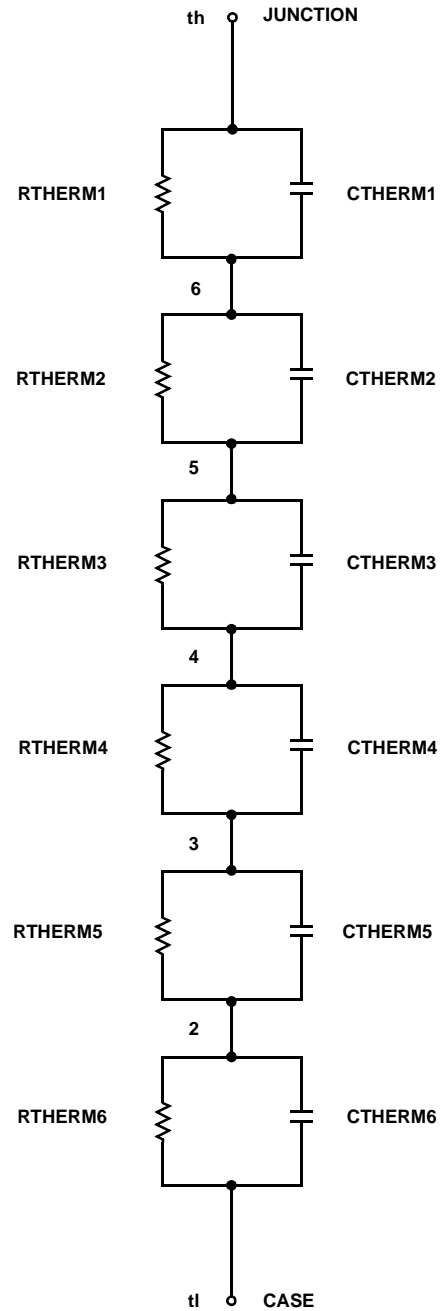 th JUNCTION
RTHERM1 CTHERM1
6
RTHERM2 CTHERM2
5
RTHERM3 CTHERM3
4
RTHERM4 CTHERM4
3
RTHERM5 CTHERM5
2
RTHERM6 CTHERM6
tl CASE